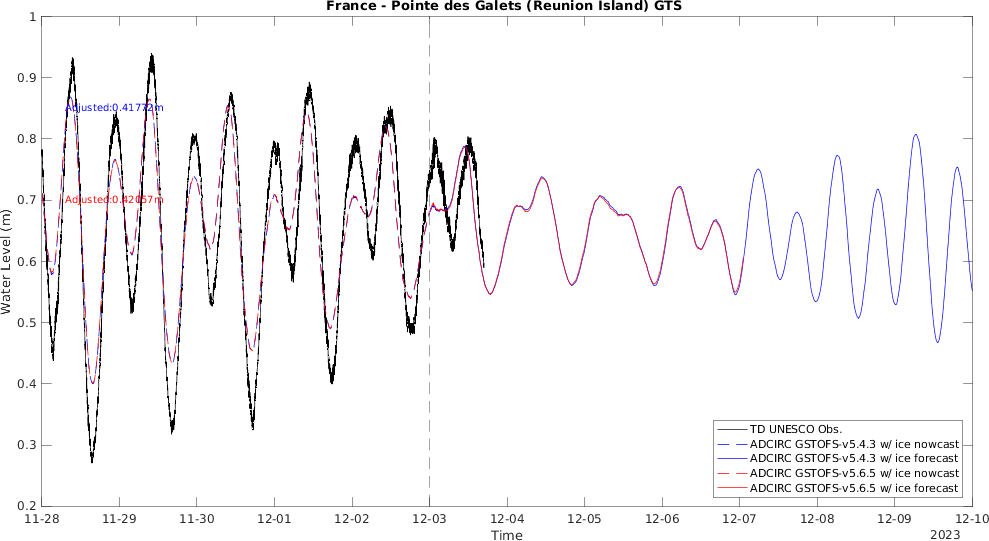 France - Pointe des Galets (Reunion Island) GTS
1
0.9
0.8
0.7
0.6
0.5
0.4
0.3
0.2
Water Level (m)
Adjusted:0.41772m
Adjusted:0.42057m
TD UNESCO Obs.
ADCIRC GSTOFS-v5.4.3 w/ ice nowcast
ADCIRC GSTOFS-v5.4.3 w/ ice forecast
ADCIRC GSTOFS-v5.6.5 w/ ice nowcast
ADCIRC GSTOFS-v5.6.5 w/ ice forecast
11-28 11-29 11-30 12-01 12-02 12-03 12-04 12-05 12-06 12-07 12-08 12-09 12-10
Time
2023